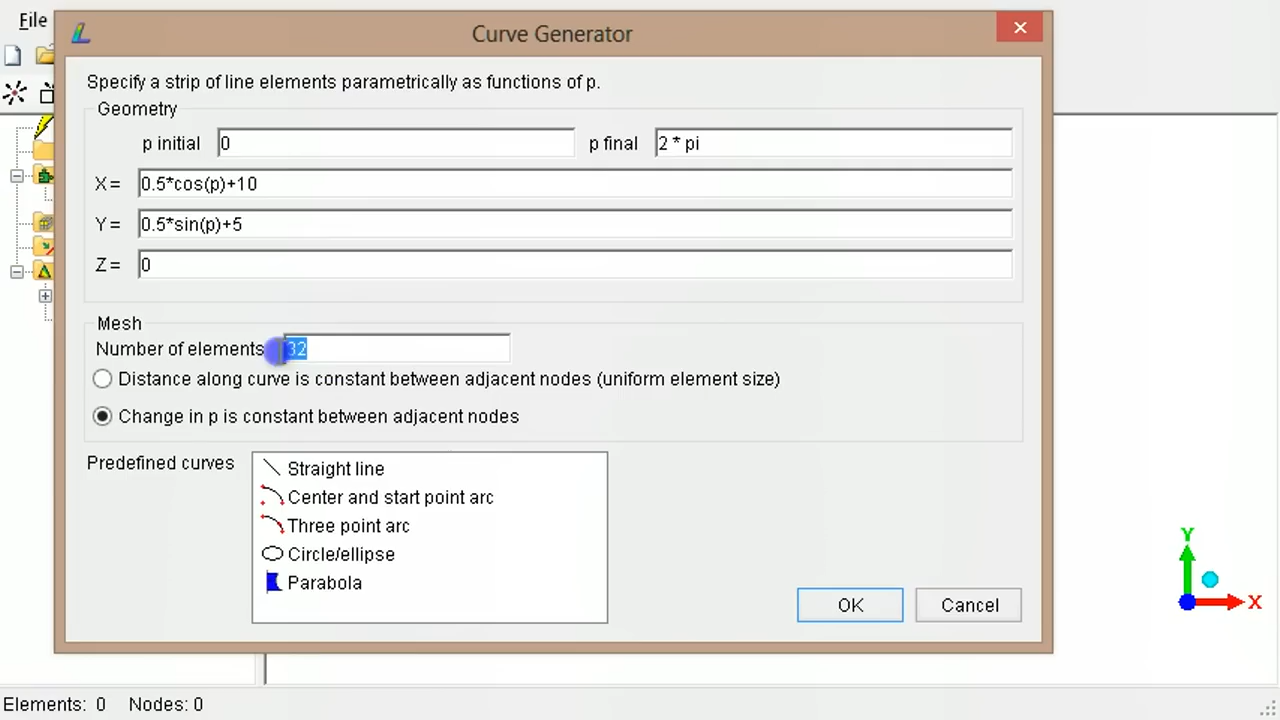 File
Curve Generator
Specify a strip of line elements parametrically as functions of p.
Geometry
p initial 0 p final 2 * pi
X = 0.5*cos(p)+10
Y = 0.5*sin(p)+5
Z = 0
Mesh
Number of elements 32
Distance along curve is constant between adjacent nodes (uniform element size)
Change in p is constant between adjacent nodes
Predefined curves
Straight line
Center and start point arc
Three point arc
Circle/ellipse
Parabola
OK Cancel
Y
X
Elements: 0 Nodes: 0